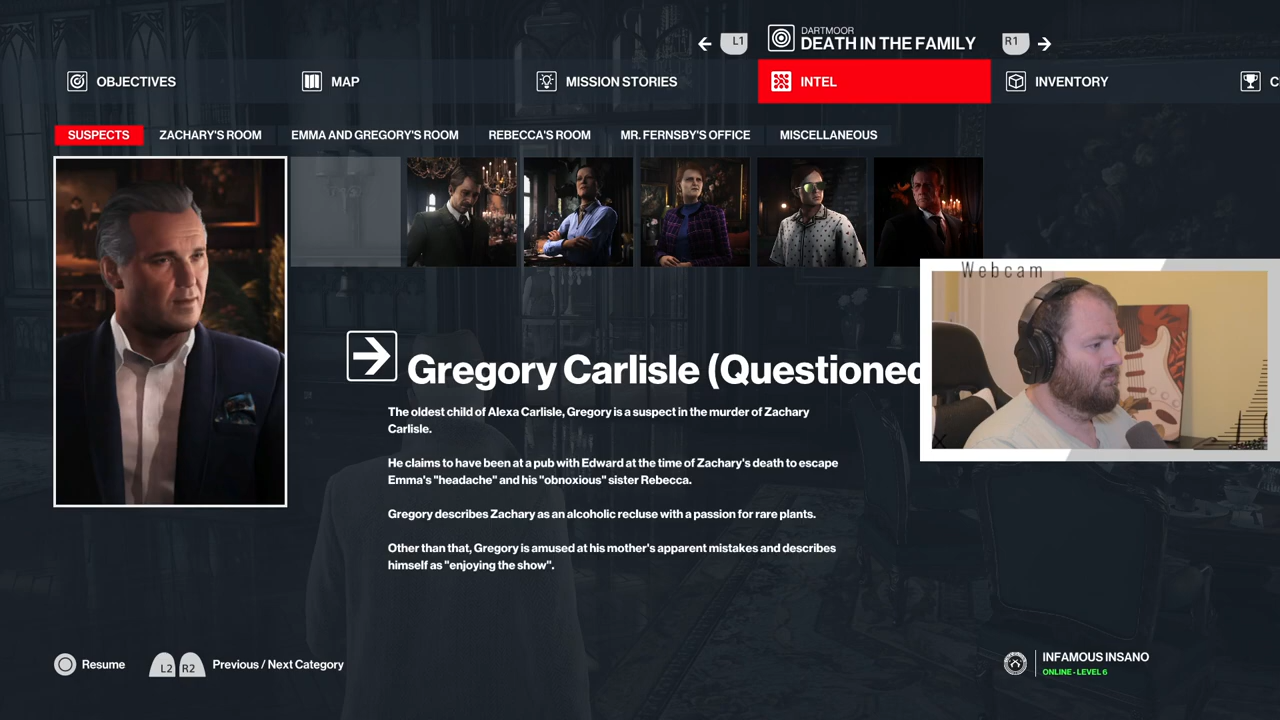 L1
DARTMOOR
DEATH IN THE FAMILY
R1
OBJECTIVES
MAP
MISSION STORIES
INTEL
INVENTORY
C
SUSPECTS
ZACHARY'S ROOM
EMMA AND GREGORY'S ROOM
REBECCA'S ROOM
MR. FERNSBY'S OFFICE
MISCELLANEOUS
Webcam
Gregory Carlisle (Questioned
The oldest child of Alexa Carlisle, Gregory is a suspect in the murder of Zachary
Carlisle.
He claims to have been at a pub with Edward at the time of Zachary's death to escape
Emma's "headache" and his "obnoxious" sister Rebecca.
Gregory describes Zachary as an alcoholic recluse with a passion for rare plants.
Other than that, Gregory is amused at his mother's apparent mistakes and describes
himself as "enjoying the show".
Resume
L2 R2
Previous / Next Category
INFAMOUS INSANO
ONLINE - LEVEL 6